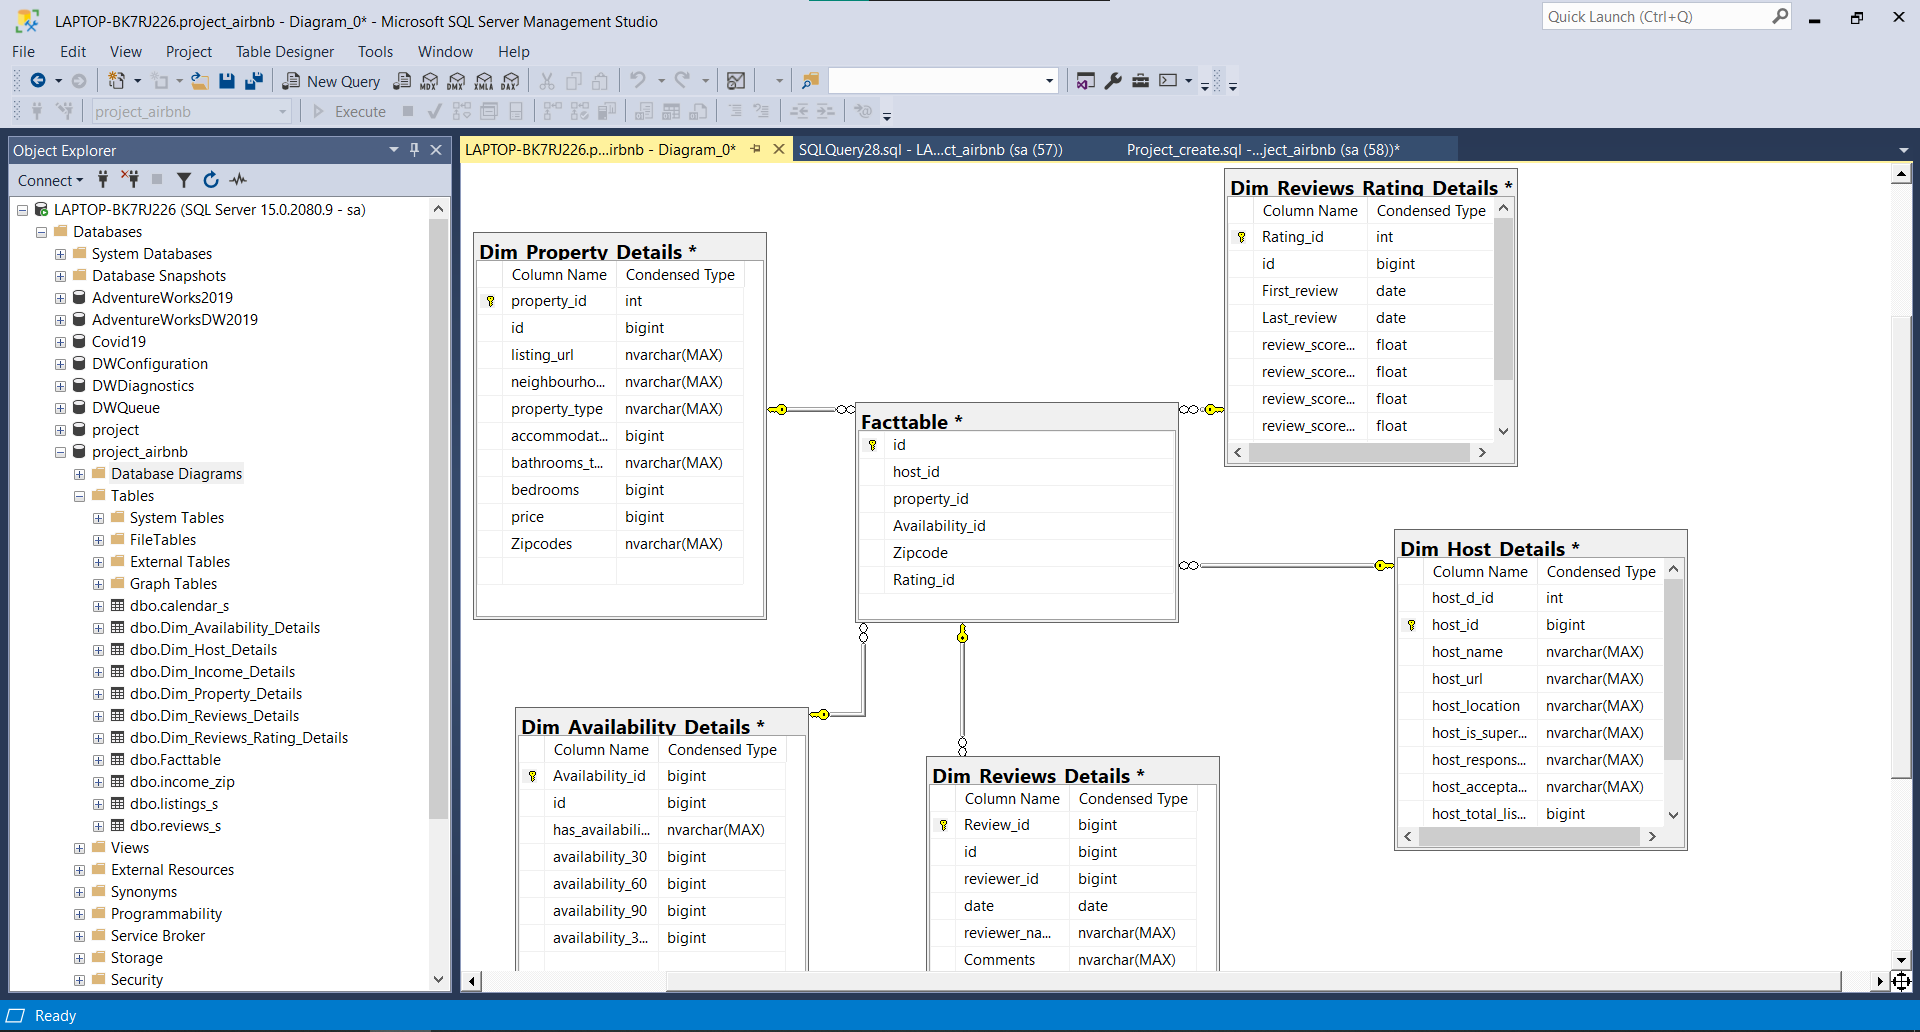 LAPTOP-BK7RJ226.project_airbnb - Diagram_0* - Microsoft SQL Server Management Studio
Quick Launch (Ctrl+Q)
File Edit View Project Table Designer Tools Window Help
New Query
MDX DMX XMLA DAX
project_airbnb
Execute
Object Explorer
Connect
LAPTOP-BK7RJ226 (SQL Server 15.0.2080.9 - sa)
Databases
System Databases
Database Snapshots
AdventureWorks2019
AdventureWorksDW2019
Covid19
DWConfiguration
DWDiagnostics
DWQueue
project
project_airbnb
Database Diagrams
Tables
System Tables
FileTables
External Tables
Graph Tables
dbo.calendar_s
dbo.Dim_Availability_Details
dbo.Dim_Host_Details
dbo.Dim_Income_Details
dbo.Dim_Property_Details
dbo.Dim_Reviews_Details
dbo.Dim_Reviews_Rating_Details
dbo.Facttable
dbo.income_zip
dbo.listings_s
dbo.reviews_s
Views
External Resources
Synonyms
Programmability
Service Broker
Storage
Security
LAPTOP-BK7RJ226.p...irbnb - Diagram_0*
SQLQuery28.sql - LA...ct_airbnb (sa (57))
Project_create.sql -...ject_airbnb (sa (58))*
Dim_Property_Details *
Column Name Condensed Type
property_id int
id bigint
listing_url nvarchar(MAX)
neighbourho... nvarchar(MAX)
property_type nvarchar(MAX)
accommodat... bigint
bathrooms_t... nvarchar(MAX)
bedrooms bigint
price bigint
Zipcodes nvarchar(MAX)
Facttable *
id
host_id
property_id
Availability_id
Zipcode
Rating_id
Dim_Reviews_Rating_Details *
Column Name Condensed Type
Rating_id int
id bigint
First_review date
Last_review date
review_score... float
review_score... float
review_score... float
review_score... float
Dim_Host_Details *
Column Name Condensed Type
host_d_id int
host_id bigint
host_name nvarchar(MAX)
host_url nvarchar(MAX)
host_location nvarchar(MAX)
host_is_super... nvarchar(MAX)
host_respons... nvarchar(MAX)
host_accepta... nvarchar(MAX)
host_total_lis... bigint
Dim_Availability_Details *
Column Name Condensed Type
Availability_id bigint
id bigint
has_availabili... nvarchar(MAX)
availability_30 bigint
availability_60 bigint
availability_90 bigint
availability_3... bigint
Dim_Reviews_Details *
Column Name Condensed Type
Review_id bigint
id bigint
reviewer_id bigint
date date
reviewer_na... nvarchar(MAX)
Comments nvarchar(MAX)
Ready